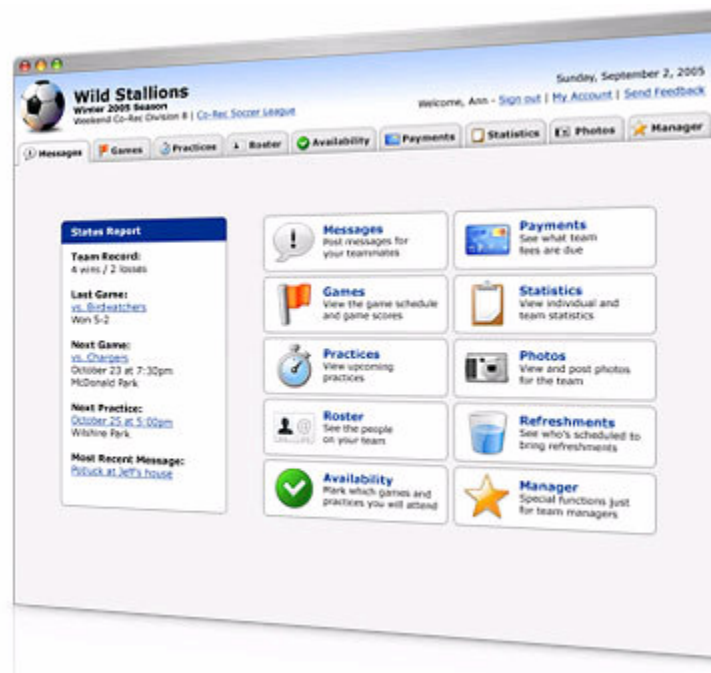 Sunday, September 2, 2005
Wild Stallions
Winter 2005 Season
Weekend Co-Rec Division B | Co-Rec Soccer League
Welcome, Ann - Sign out | My Account | Send Feedback
Messages
Games
Practices
Roster
Availability
Payments
Statistics
Photos
Manager
Status Report
Team Record:
4 wins / 2 losses
Last Game:
vs. Birdwatchers
Won 5-2
Next Game:
vs. Chargers
October 23 at 7:30pm
McDonald Park
Next Practice:
October 25 at 5:00pm
Wilshire Park
Most Recent Message:
Potluck at Jeff's house
Messages
Post messages for
your teammates
Payments
See what team
fees are due
Games
View the game schedule
and game scores
Statistics
View individual and
team statistics
Practices
View upcoming
practices
Photos
View and post photos
for the team
Roster
See the people
on your team
Refreshments
See who's scheduled to
bring refreshments
Availability
Mark which games and
practices you will attend
Manager
Special functions just
for team managers